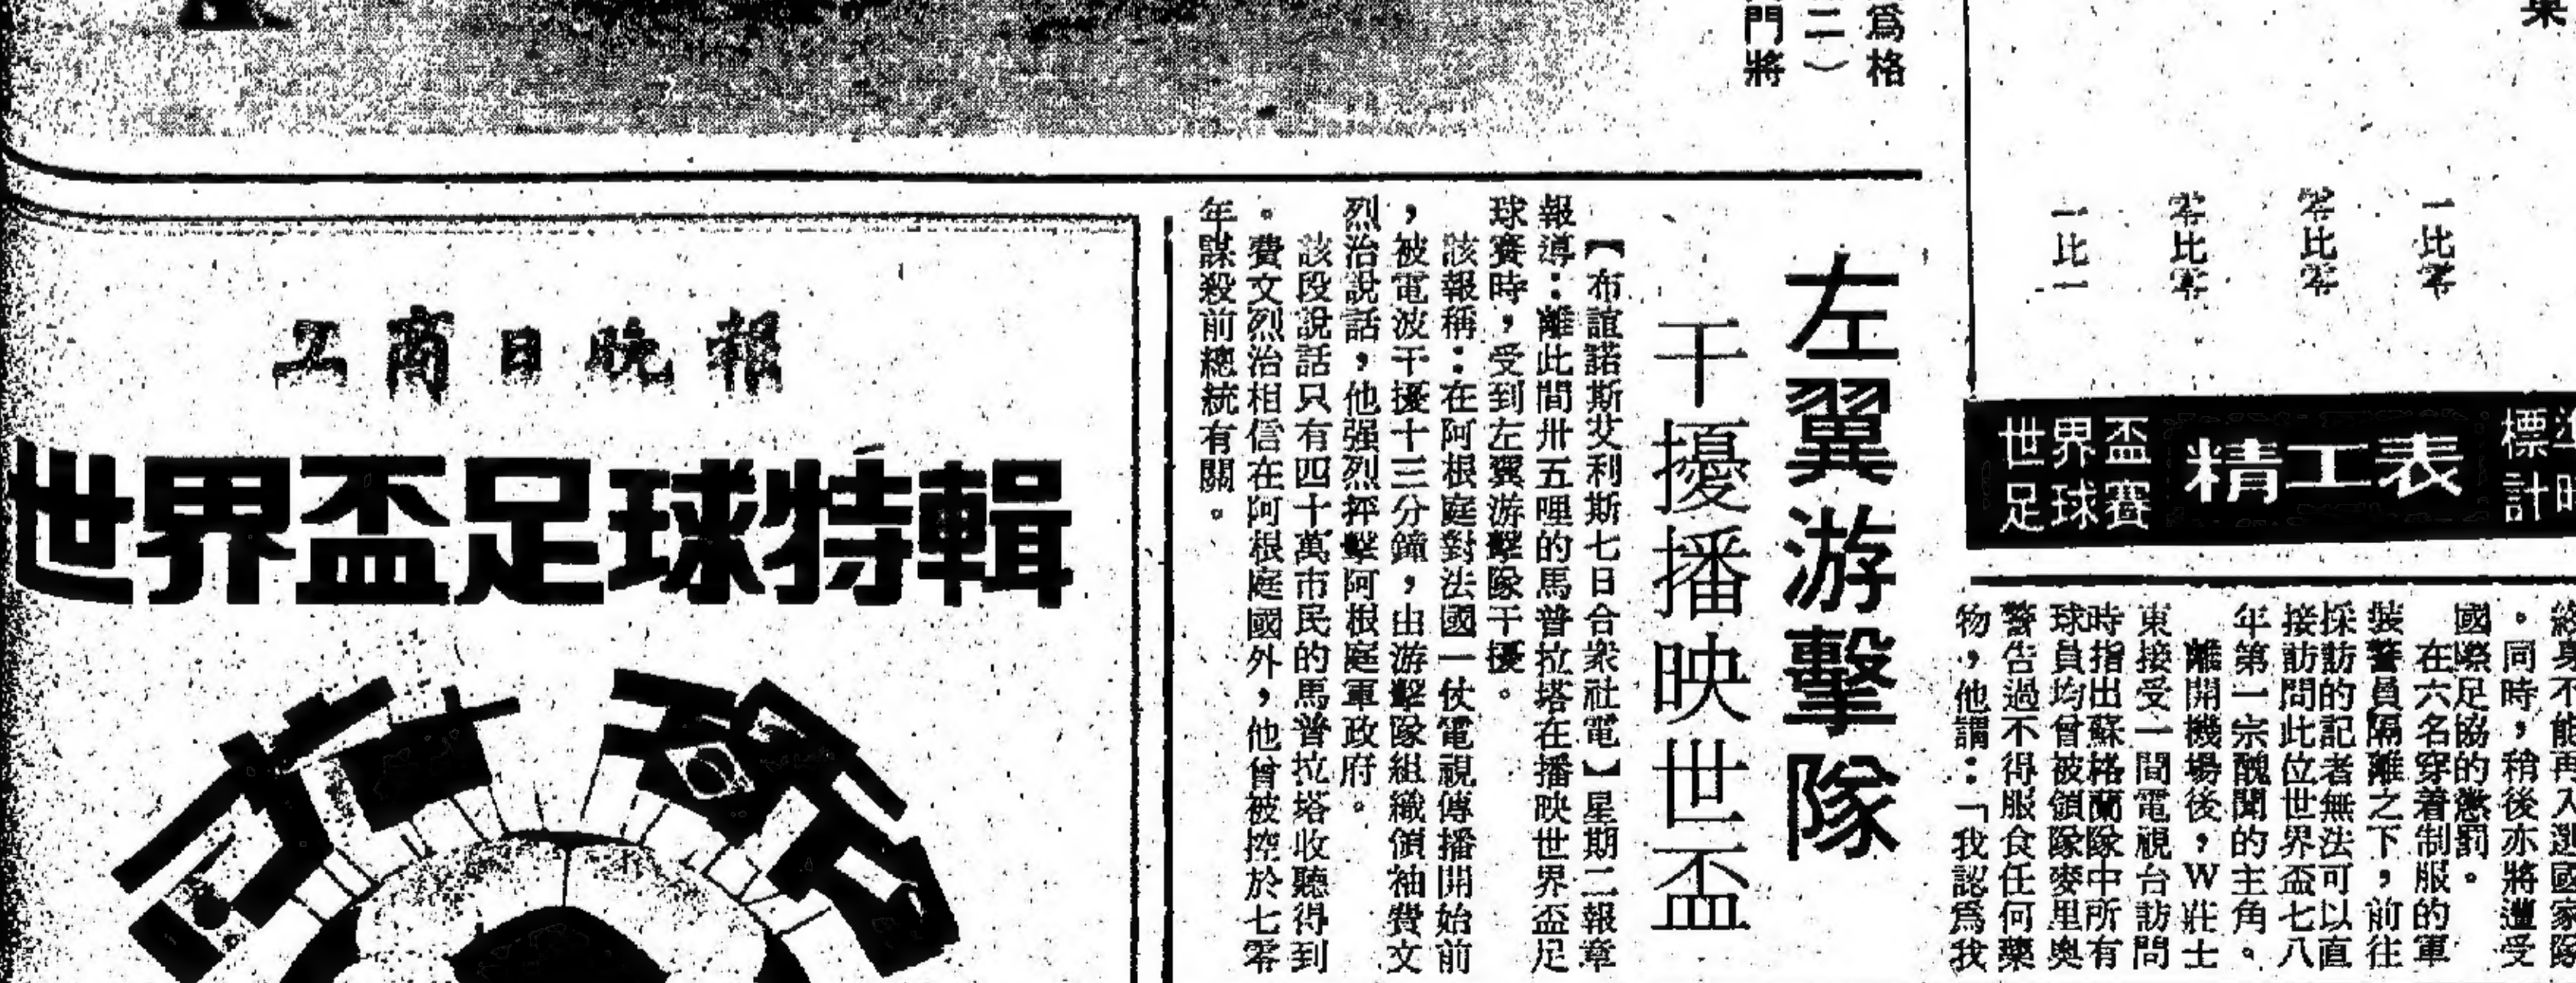 爲格
二）
門將
一比零
零比零
零比零
一比一
世界盃
足球賽
精工表
標準
計時
。同時，稍後亦將遭受
國際足協的懲罰。
在六名穿着制服的軍
裝警員隔離之下，前往
採訪的記者無法可以直
接訪問此位世界盃七八
年第一宗醜聞的主角。
離開機場後，W莊士
東接受一間電視台訪問
時指出蘇格蘭隊中所有
球員均曾被領隊麥里奧
警告過不得服食任何藥
物，他謂：「我認爲我
左翼游擊隊
干擾播映世盃
【布誼諾斯艾利斯七日合衆社電】星期二報章
報導：離此間卅五哩的馬普拉塔在播映世界盃足
球賽時，受到左翼游擊隊干擾。
該報稱：在阿根庭對法國一仗電視傳播開始前
，被電波干擾十三分鐘，由游擊隊組織領袖費文
烈治說話，他强烈抨擊阿根庭軍政府。
該段說話只有四十萬市民的馬普拉塔收聽得到
。費文烈治相信在阿根庭國外，他曾被控於七零
年謀殺前總統有關。
工商日晚報
世界盃足球特輯